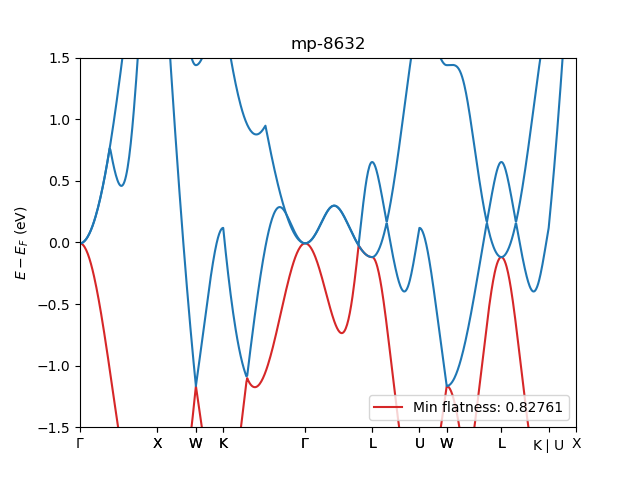 mp-8632
E − E_F (eV)
1.5
1.0
0.5
0.0
−0.5
−1.0
−1.5
Min flatness: 0.82761
Γ X W K Γ L U W L K | U X